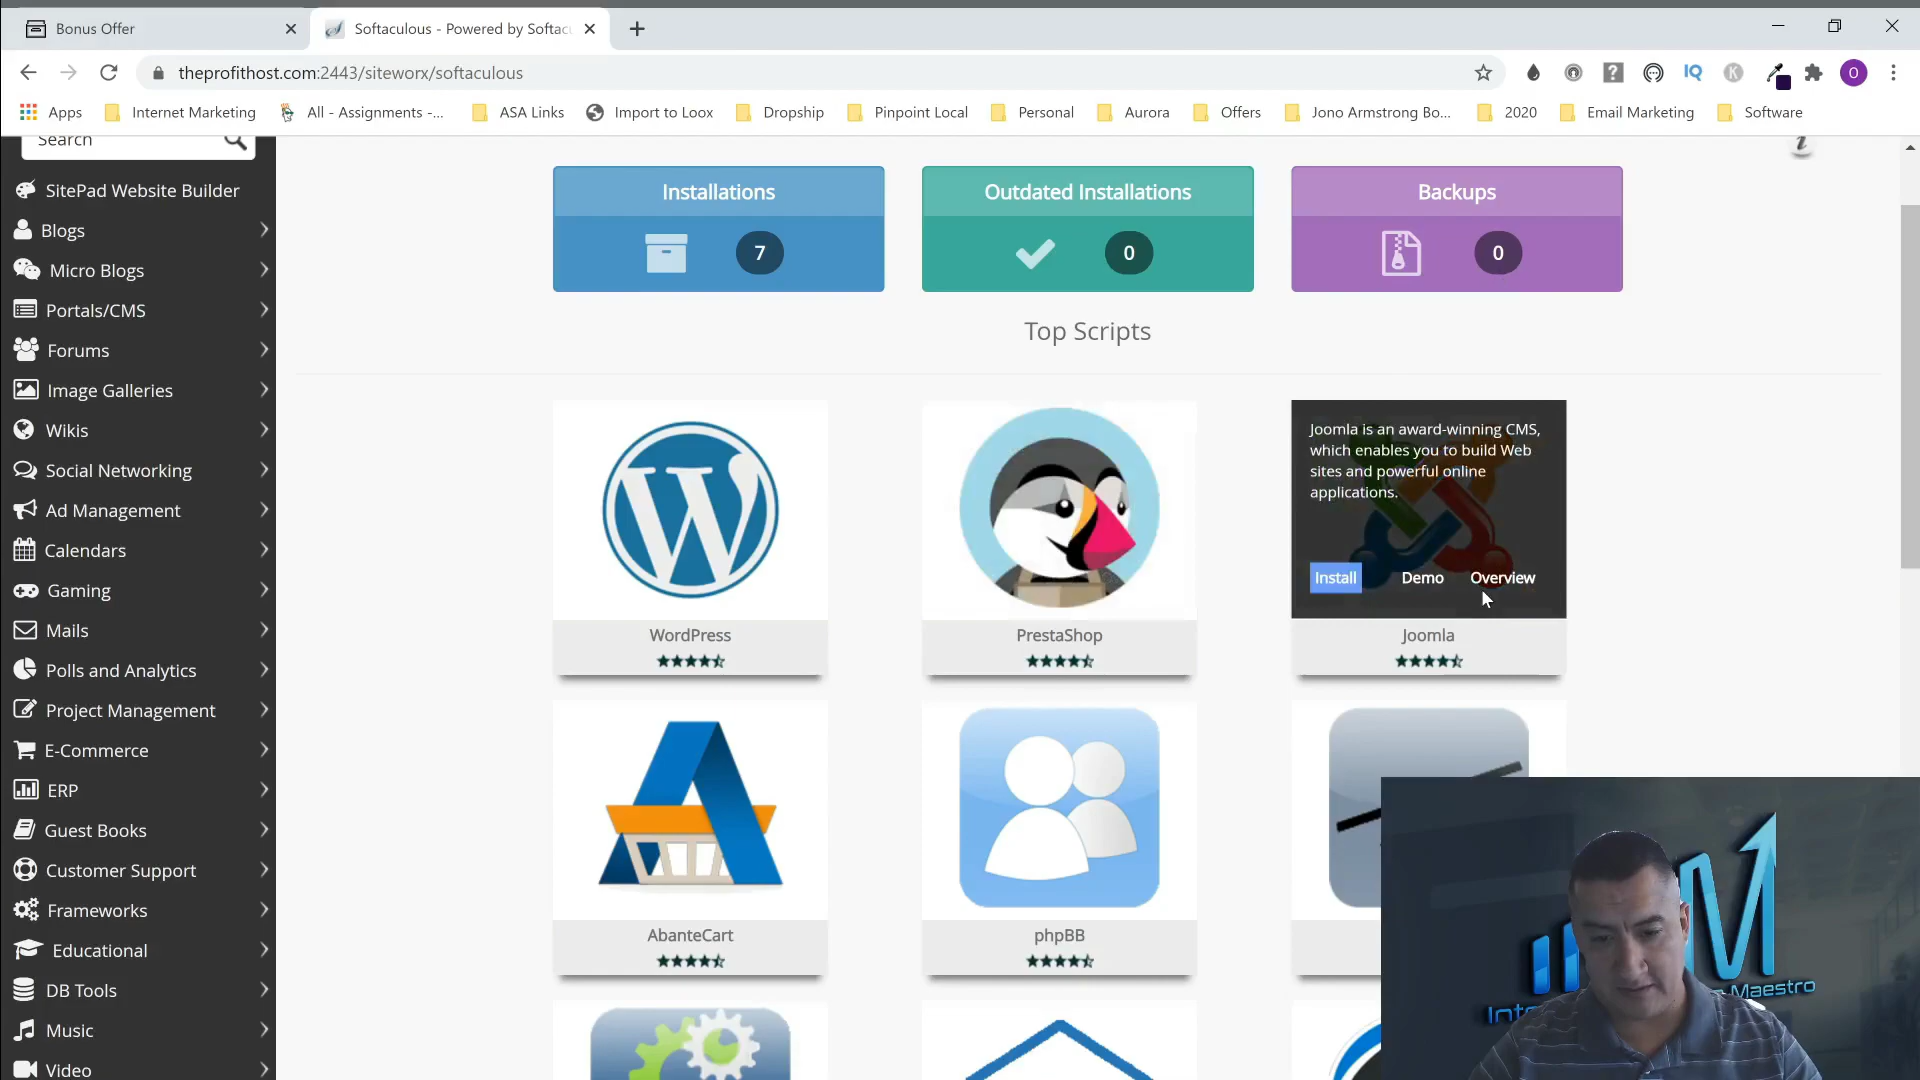 Bonus Offer
Softaculous - Powered by Softac
theprofithost.com:2443/siteworx/softaculous
IQ
K
O
Apps
Internet Marketing
All - Assignments -...
ASA Links
Import to Loox
Dropship
Pinpoint Local
Personal
Aurora
Offers
Jono Armstrong Bo...
2020
Email Marketing
Software
Search
SitePad Website Builder
Blogs
Micro Blogs
Portals/CMS
Forums
Image Galleries
Wikis
Social Networking
Ad Management
Calendars
Gaming
Mails
Polls and Analytics
Project Management
E-Commerce
ERP
Guest Books
Customer Support
Frameworks
Educational
DB Tools
Music
Video
Installations
7
Outdated Installations
0
Backups
0
Top Scripts
WordPress
PrestaShop
Joomla is an award-winning CMS,
which enables you to build Web
sites and powerful online
applications.
Install
Demo
Overview
Joomla
AbanteCart
phpBB
Maestro